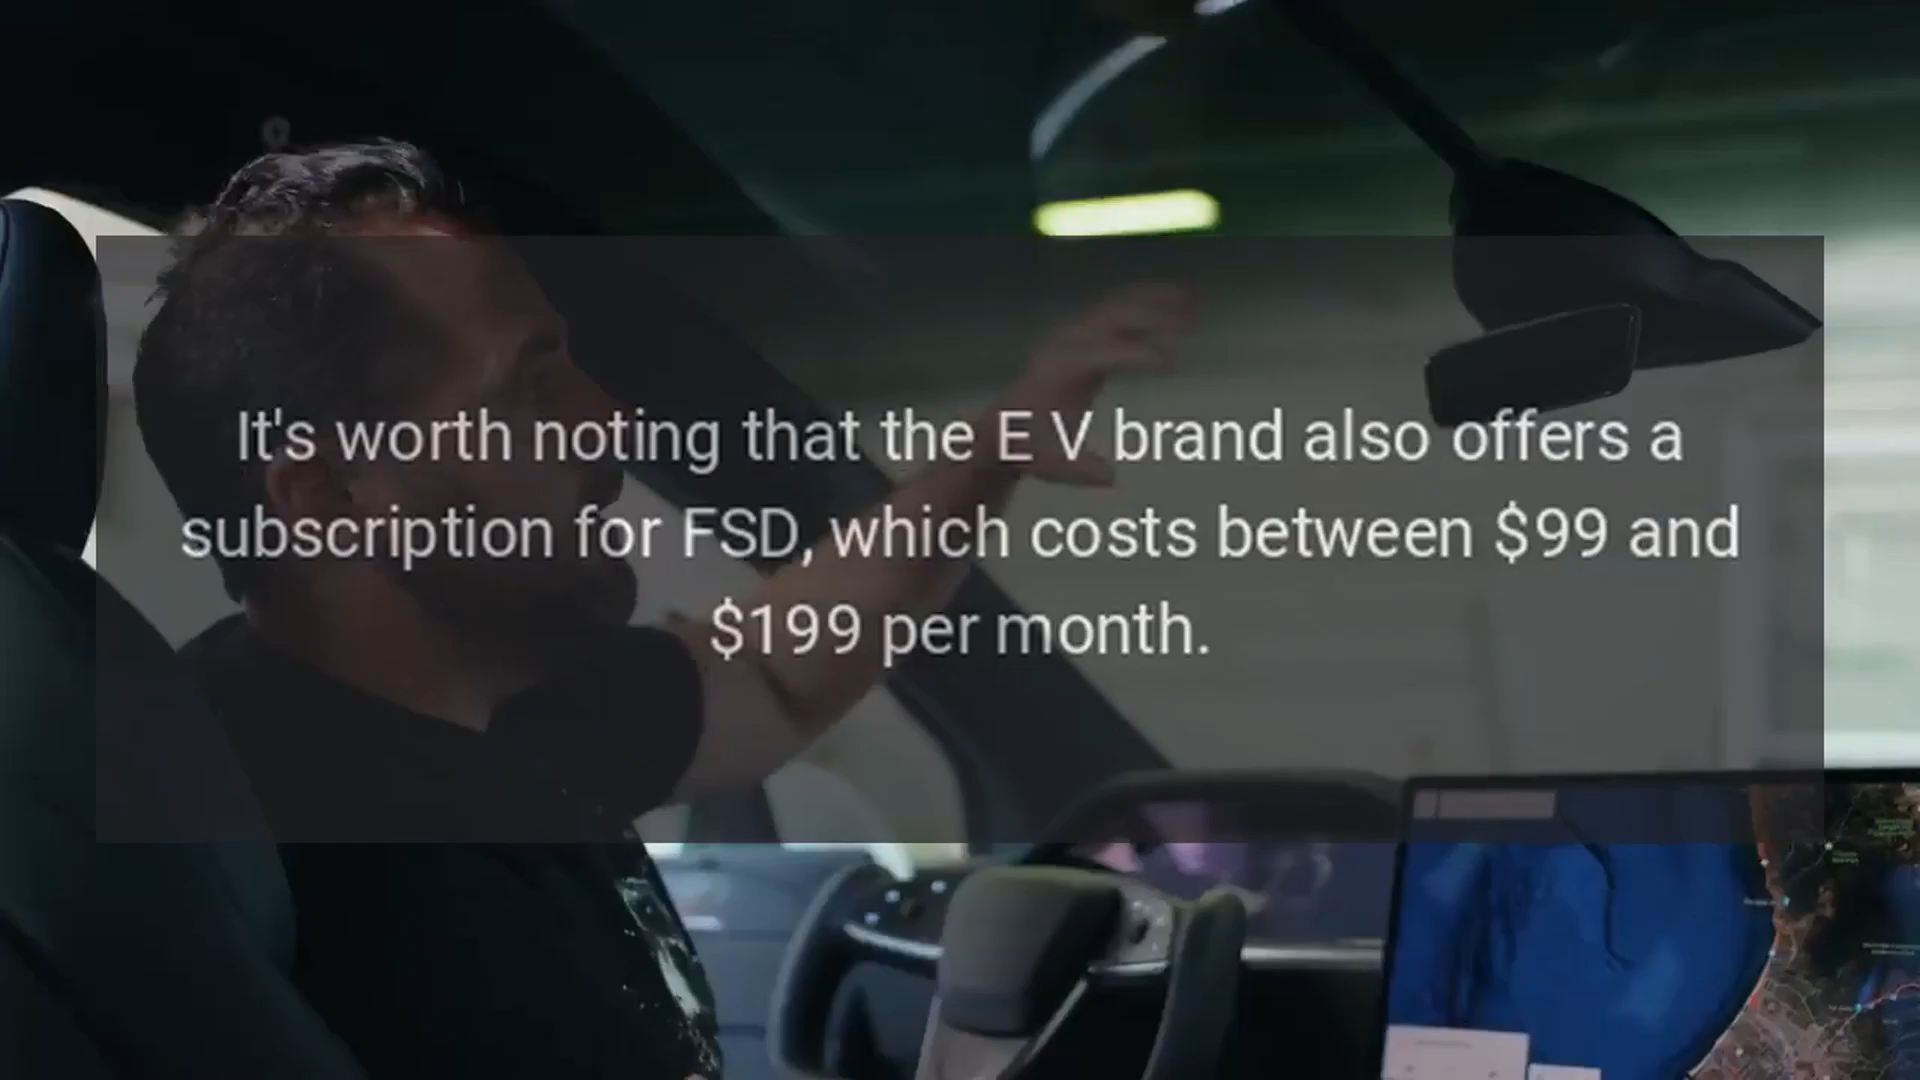 It's worth noting that the E V brand also offers a
subscription for FSD, which costs between $99 and
$199 per month.